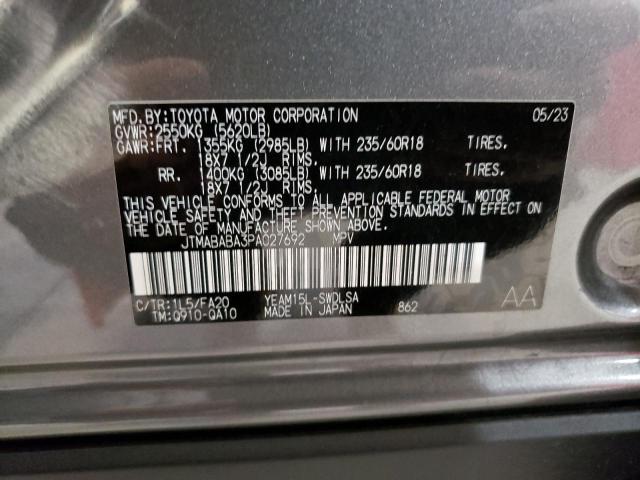 MFD.BY:TOYOTA MOTOR CORPORATION 05/23
GVWR:2550KG (5620LB)
GAWR:FRT. 1355KG (2985LB) WITH 235/60R18 TIRES.
18X7 1/2J RIMS.
RR. 1400KG (3085LB) WITH 235/60R18 TIRES.
18X7 1/2J RIMS.
THIS VEHICLE CONFORMS TO ALL APPLICABLE FEDERAL MOTOR
VEHICLE SAFETY AND THEFT PREVENTION STANDARDS IN EFFECT ON
THE DATE OF MANUFACTURE SHOWN ABOVE.
JTMABABA3PA027692 MPV
C/TR:1L5/FA20 YEAM15L-SWDLSA
TM:Q910-QA10 MADE IN JAPAN 862 AA